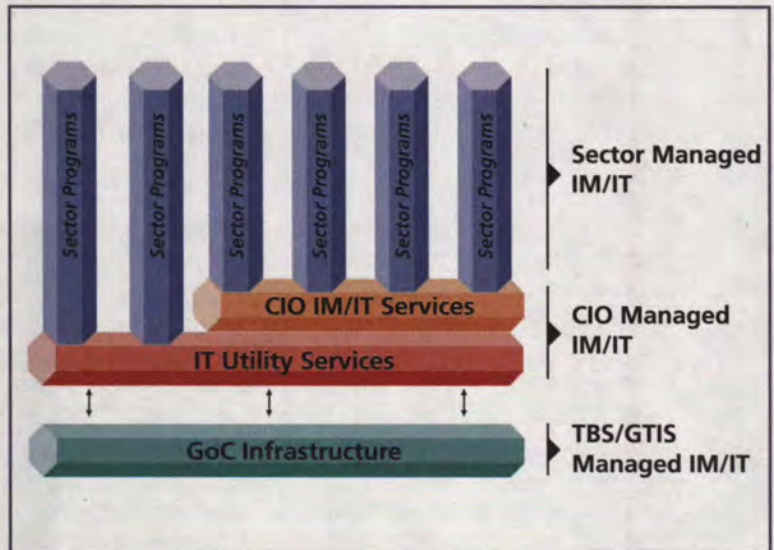 Sector Programs
Sector Programs
Sector Programs
Sector Programs
Sector Programs
Sector Programs
Sector Managed
IM/IT
CIO IM/IT Services
CIO Managed
IM/IT
IT Utility Services
GoC Infrastructure
TBS/GTIS
Managed IM/IT